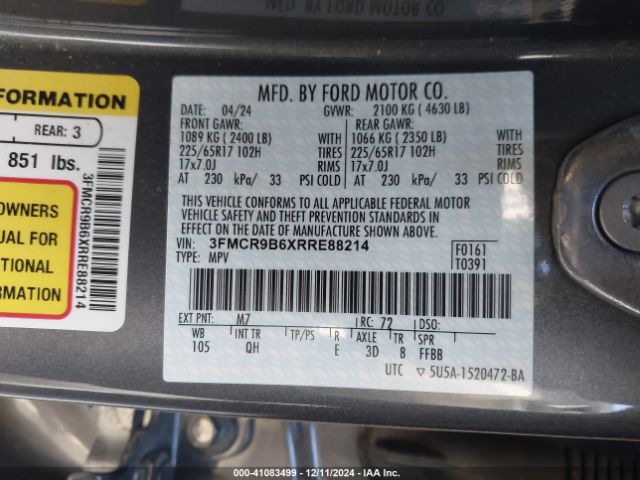 MFD. BY FORD MOTOR CO.
FORMATION
REAR: 3
851 lbs.
OWNERS
UAL FOR
TIONAL
RMATION
3FMCR9B6XRRE88214
MFD. BY FORD MOTOR CO.
DATE: 04/24 GVWR: 2100 KG ( 4630 LB)
FRONT GAWR: REAR GAWR:
1089 KG ( 2400 LB) WITH 1066 KG ( 2350 LB) WITH
225/65R17 102H TIRES 225/65R17 102H TIRES
17x7.0J RIMS 17x7.0J RIMS
AT 230 kPa/ 33 PSI COLD AT 230 kPa/ 33 PSI COLD
THIS VEHICLE CONFORMS TO ALL APPLICABLE FEDERAL MOTOR
VEHICLE SAFETY AND THEFT PREVENTION STANDARDS IN
EFFECT ON THE DATE OF MANUFACTURE SHOWN ABOVE.
VIN: 3FMCR9B6XRRE88214
TYPE: MPV
F0161
T0391
EXT PNT: M7 RC: 72 DSO:
WB INT TR TP/PS R AXLE TR SPR
105 QH E 3D 8 FFBB
UTC ▽ 5U5A-1520472-BA
000-41083499 • 12/11/2024 • IAA Inc.